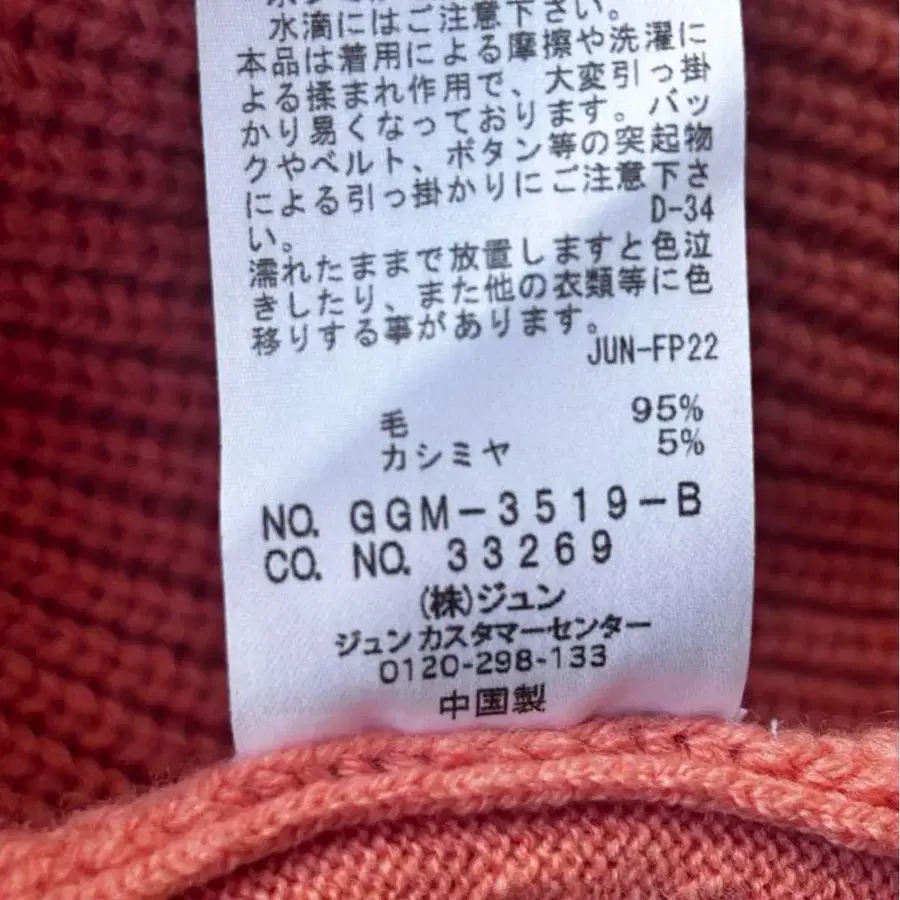 水滴にはご注意下さい。
本品は着用による摩擦や洗濯に
よる揉まれ作用で、大変引っ掛
かり易くなっております。バッ
クやベルト、ボタン等の突起物
による引っ掛かりにご注意下さ
い。
D-34
濡れたままで放置しますと色泣
きしたり、また他の衣類等に色
移りする事があります。
JUN-FP22
毛 95%
カシミヤ 5%
NO. GGM-3519-B
CO. NO. 33269
(株)ジュン
ジュンカスタマーセンター
0120-298-133
中国製